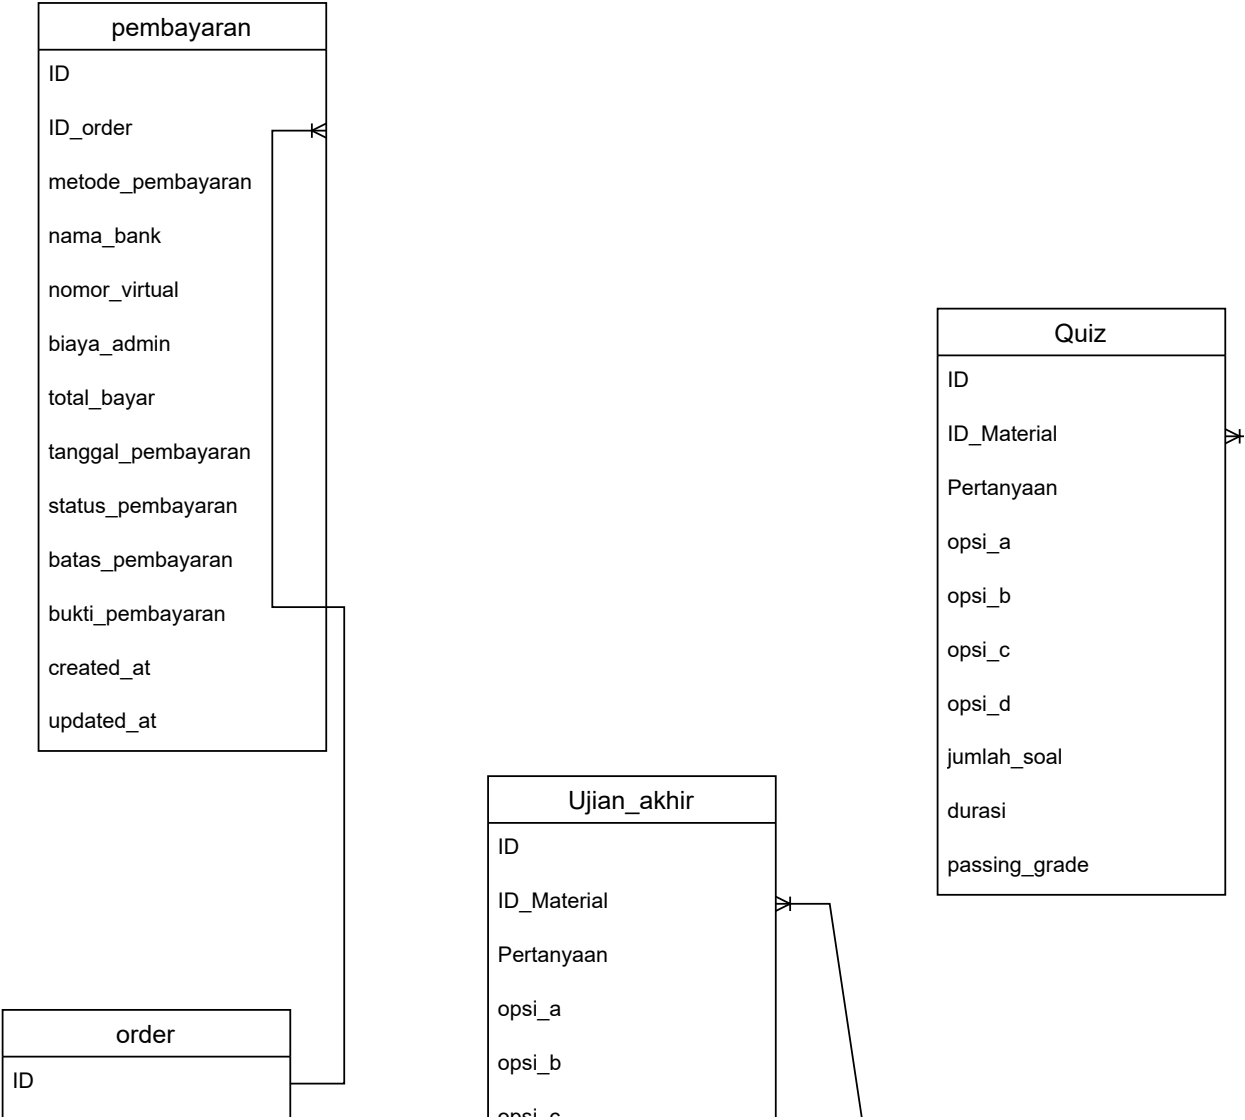 pembayaran
ID
ID_order
metode_pembayaran
nama_bank
nomor_virtual
biaya_admin
total_bayar
tanggal_pembayaran
status_pembayaran
batas_pembayaran
bukti_pembayaran
created_at
updated_at
Quiz
ID
ID_Material
Pertanyaan
opsi_a
opsi_b
opsi_c
opsi_d
jumlah_soal
durasi
passing_grade
Ujian_akhir
ID
ID_Material
Pertanyaan
opsi_a
opsi_b
opsi_c
order
ID